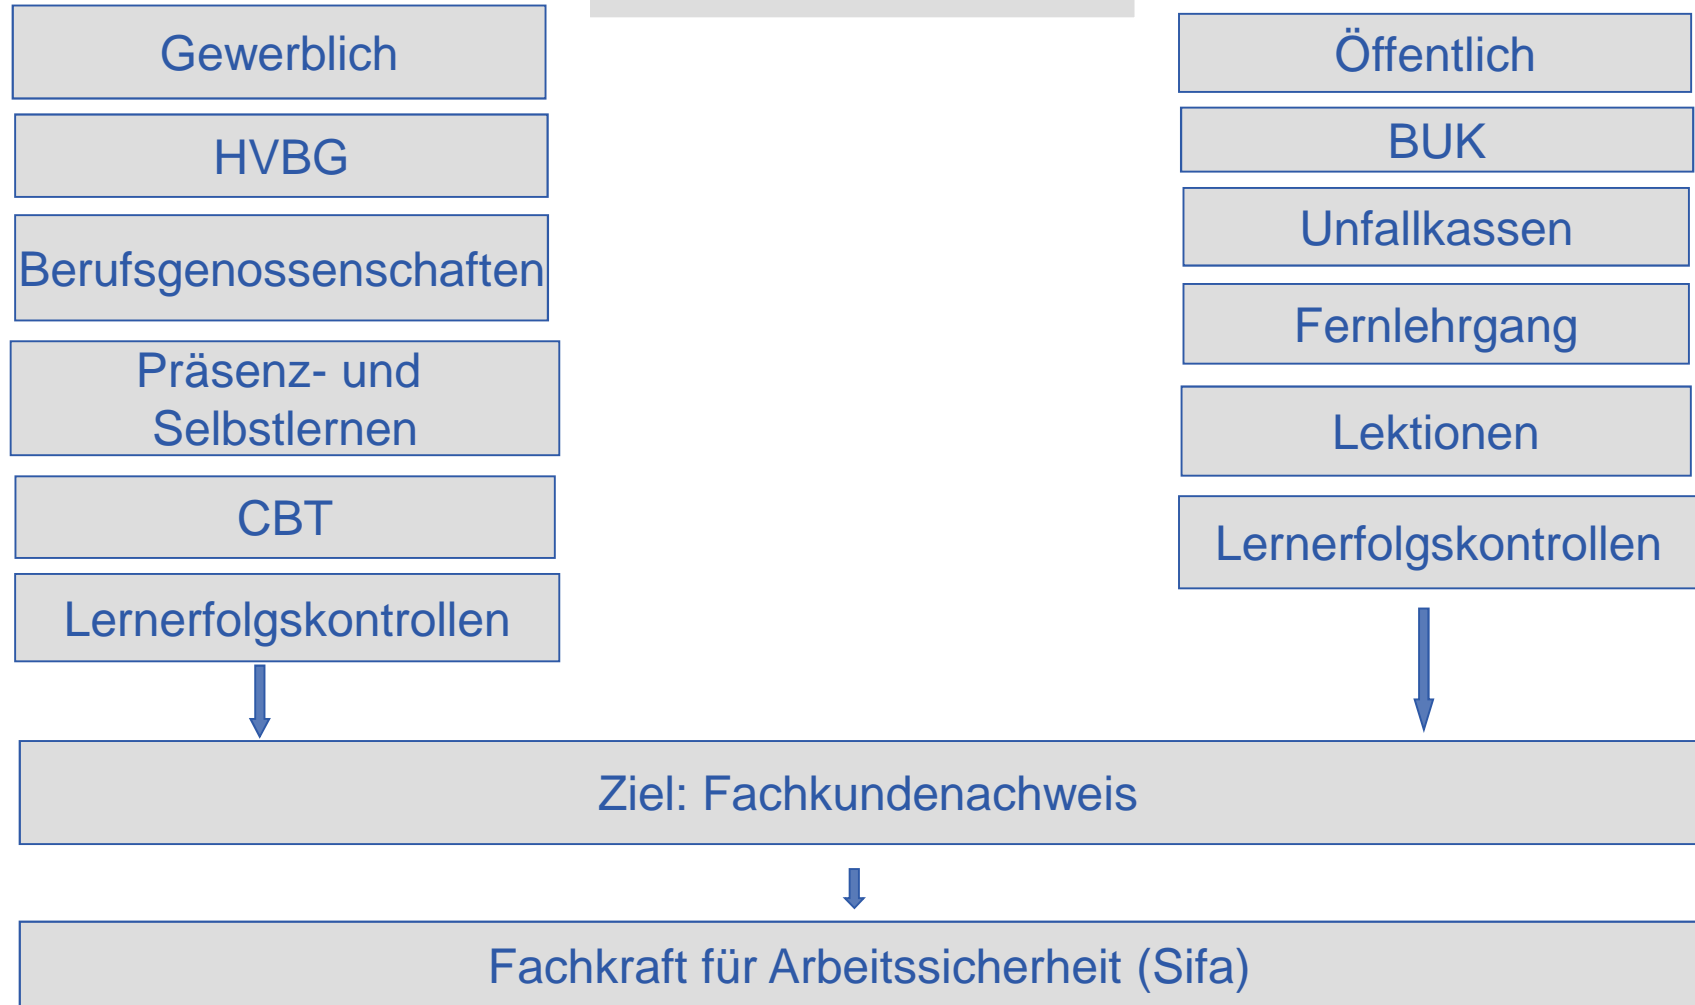 Gewerblich
HVBG
Berufsgenossenschaften
Präsenz- und
Selbstlernen
CBT
Lernerfolgskontrollen
Öffentlich
BUK
Unfallkassen
Fernlehrgang
Lektionen
Lernerfolgskontrollen
Ziel: Fachkundenachweis
Fachkraft für Arbeitssicherheit (Sifa)